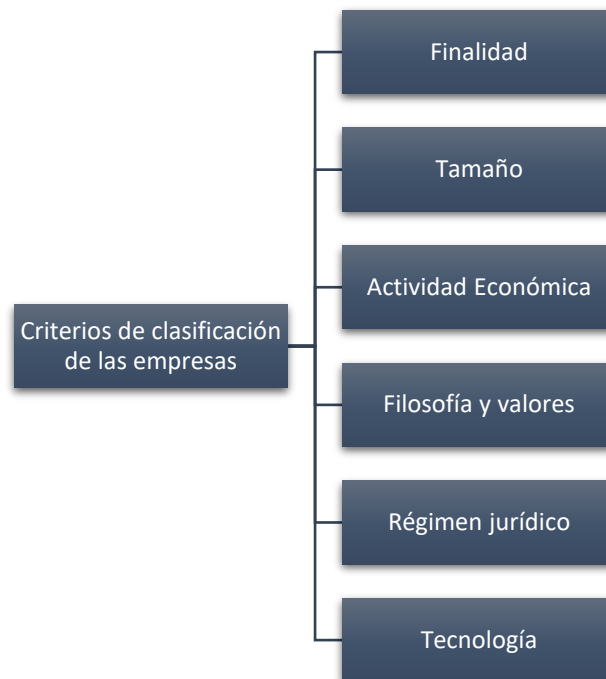 Criterios de clasificación
de las empresas
Finalidad
Tamaño
Actividad Económica
Filosofía y valores
Régimen jurídico
Tecnología